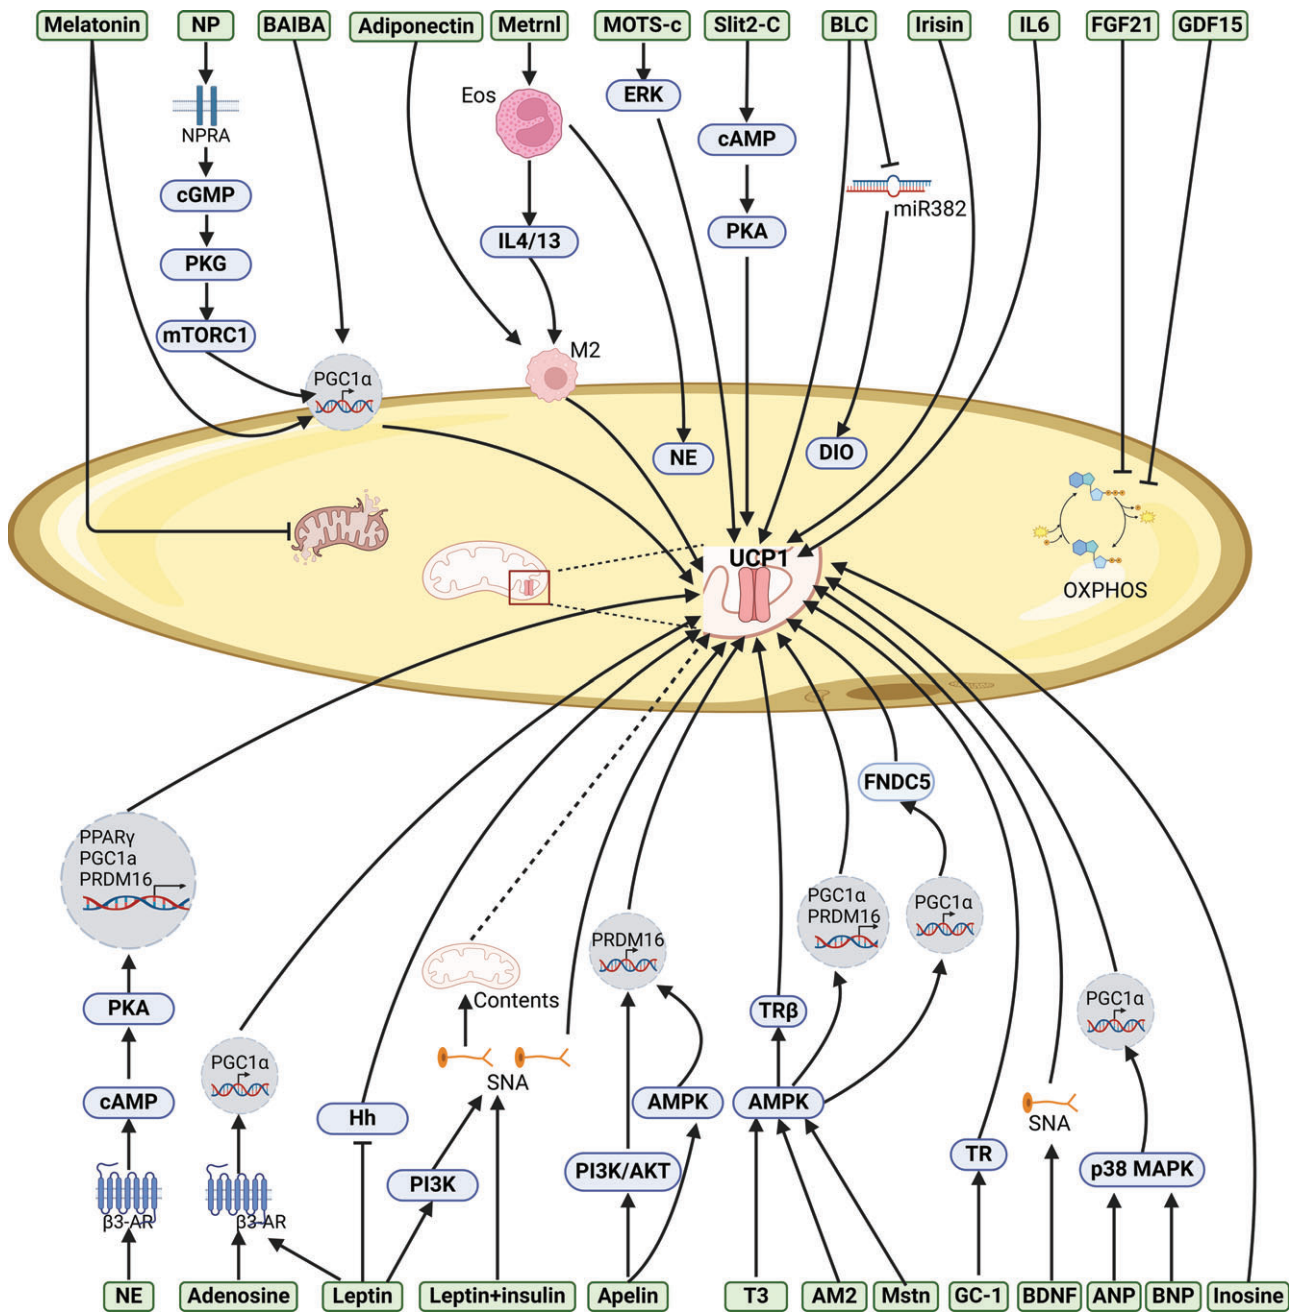 Melatonin NP BAIBA Adiponectin Metrnl MOTS-c Slit2-C BLC Irisin IL6 FGF21 GDF15
Eos ERK
NPRA cAMP
cGMP miR382
IL4/13 PKA
PKG
mTORC1 M2
PGC1α
NE DIO
UCP1
OXPHOS
FNDC5
PPARγ
PGC1a
PRDM16
PGC1α
PRDM16
PGC1α
PRDM16
Contents
PKA TRβ PGC1α
PGC1α
SNA
cAMP Hh AMPK AMPK
SNA
PI3K PI3K/AKT TR p38 MAPK
β3-AR β3-AR
NE Adenosine Leptin Leptin+insulin Apelin T3 AM2 Mstn GC-1 BDNF ANP BNP Inosine